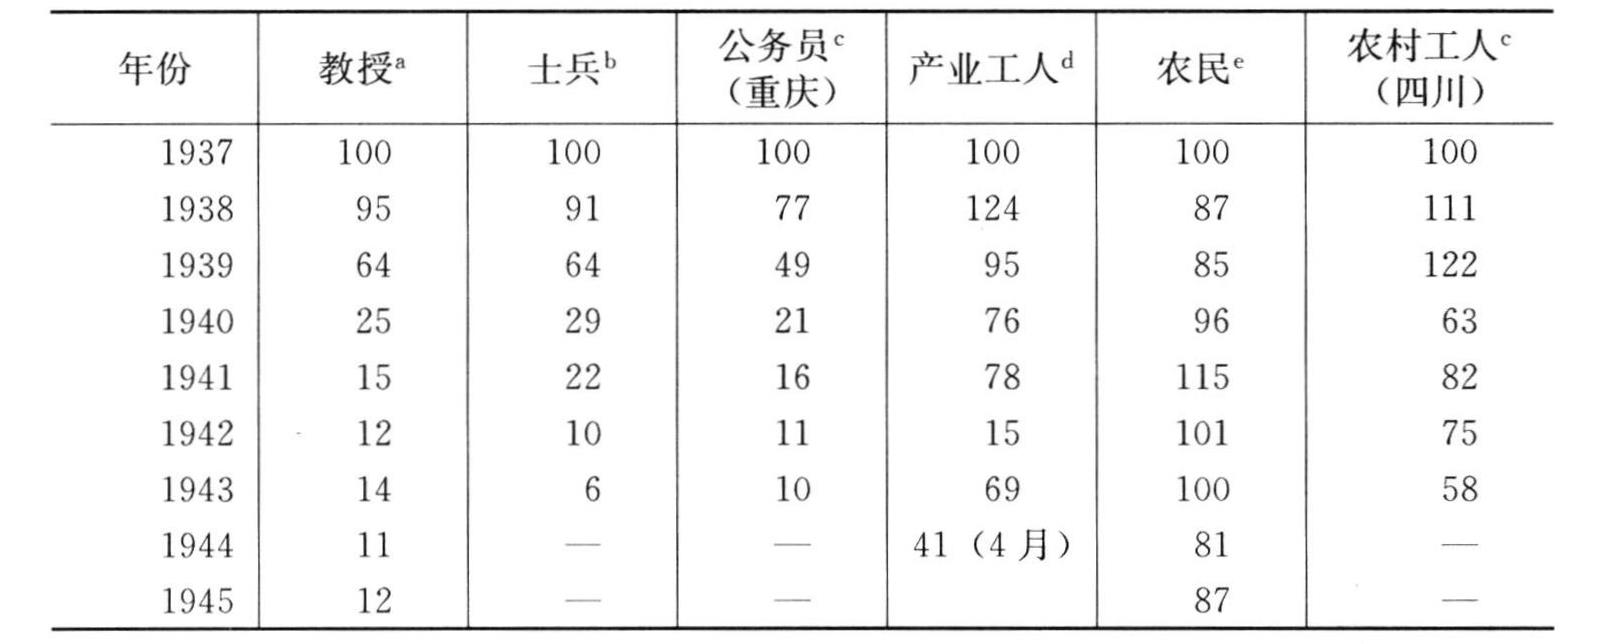 年份 教授a 士兵b 公务员c（重庆） 产业工人d 农民e 农村工人c（四川）
1937 100 100 100 100 100 100
1938 95 91 77 124 87 111
1939 64 64 49 95 85 122
1940 25 29 21 76 96 63
1941 15 22 16 78 115 82
1942 12 10 11 15 101 75
1943 14 6 10 69 100 58
1944 11 — — 41（4月） 81 —
1945 12 — — 87 —